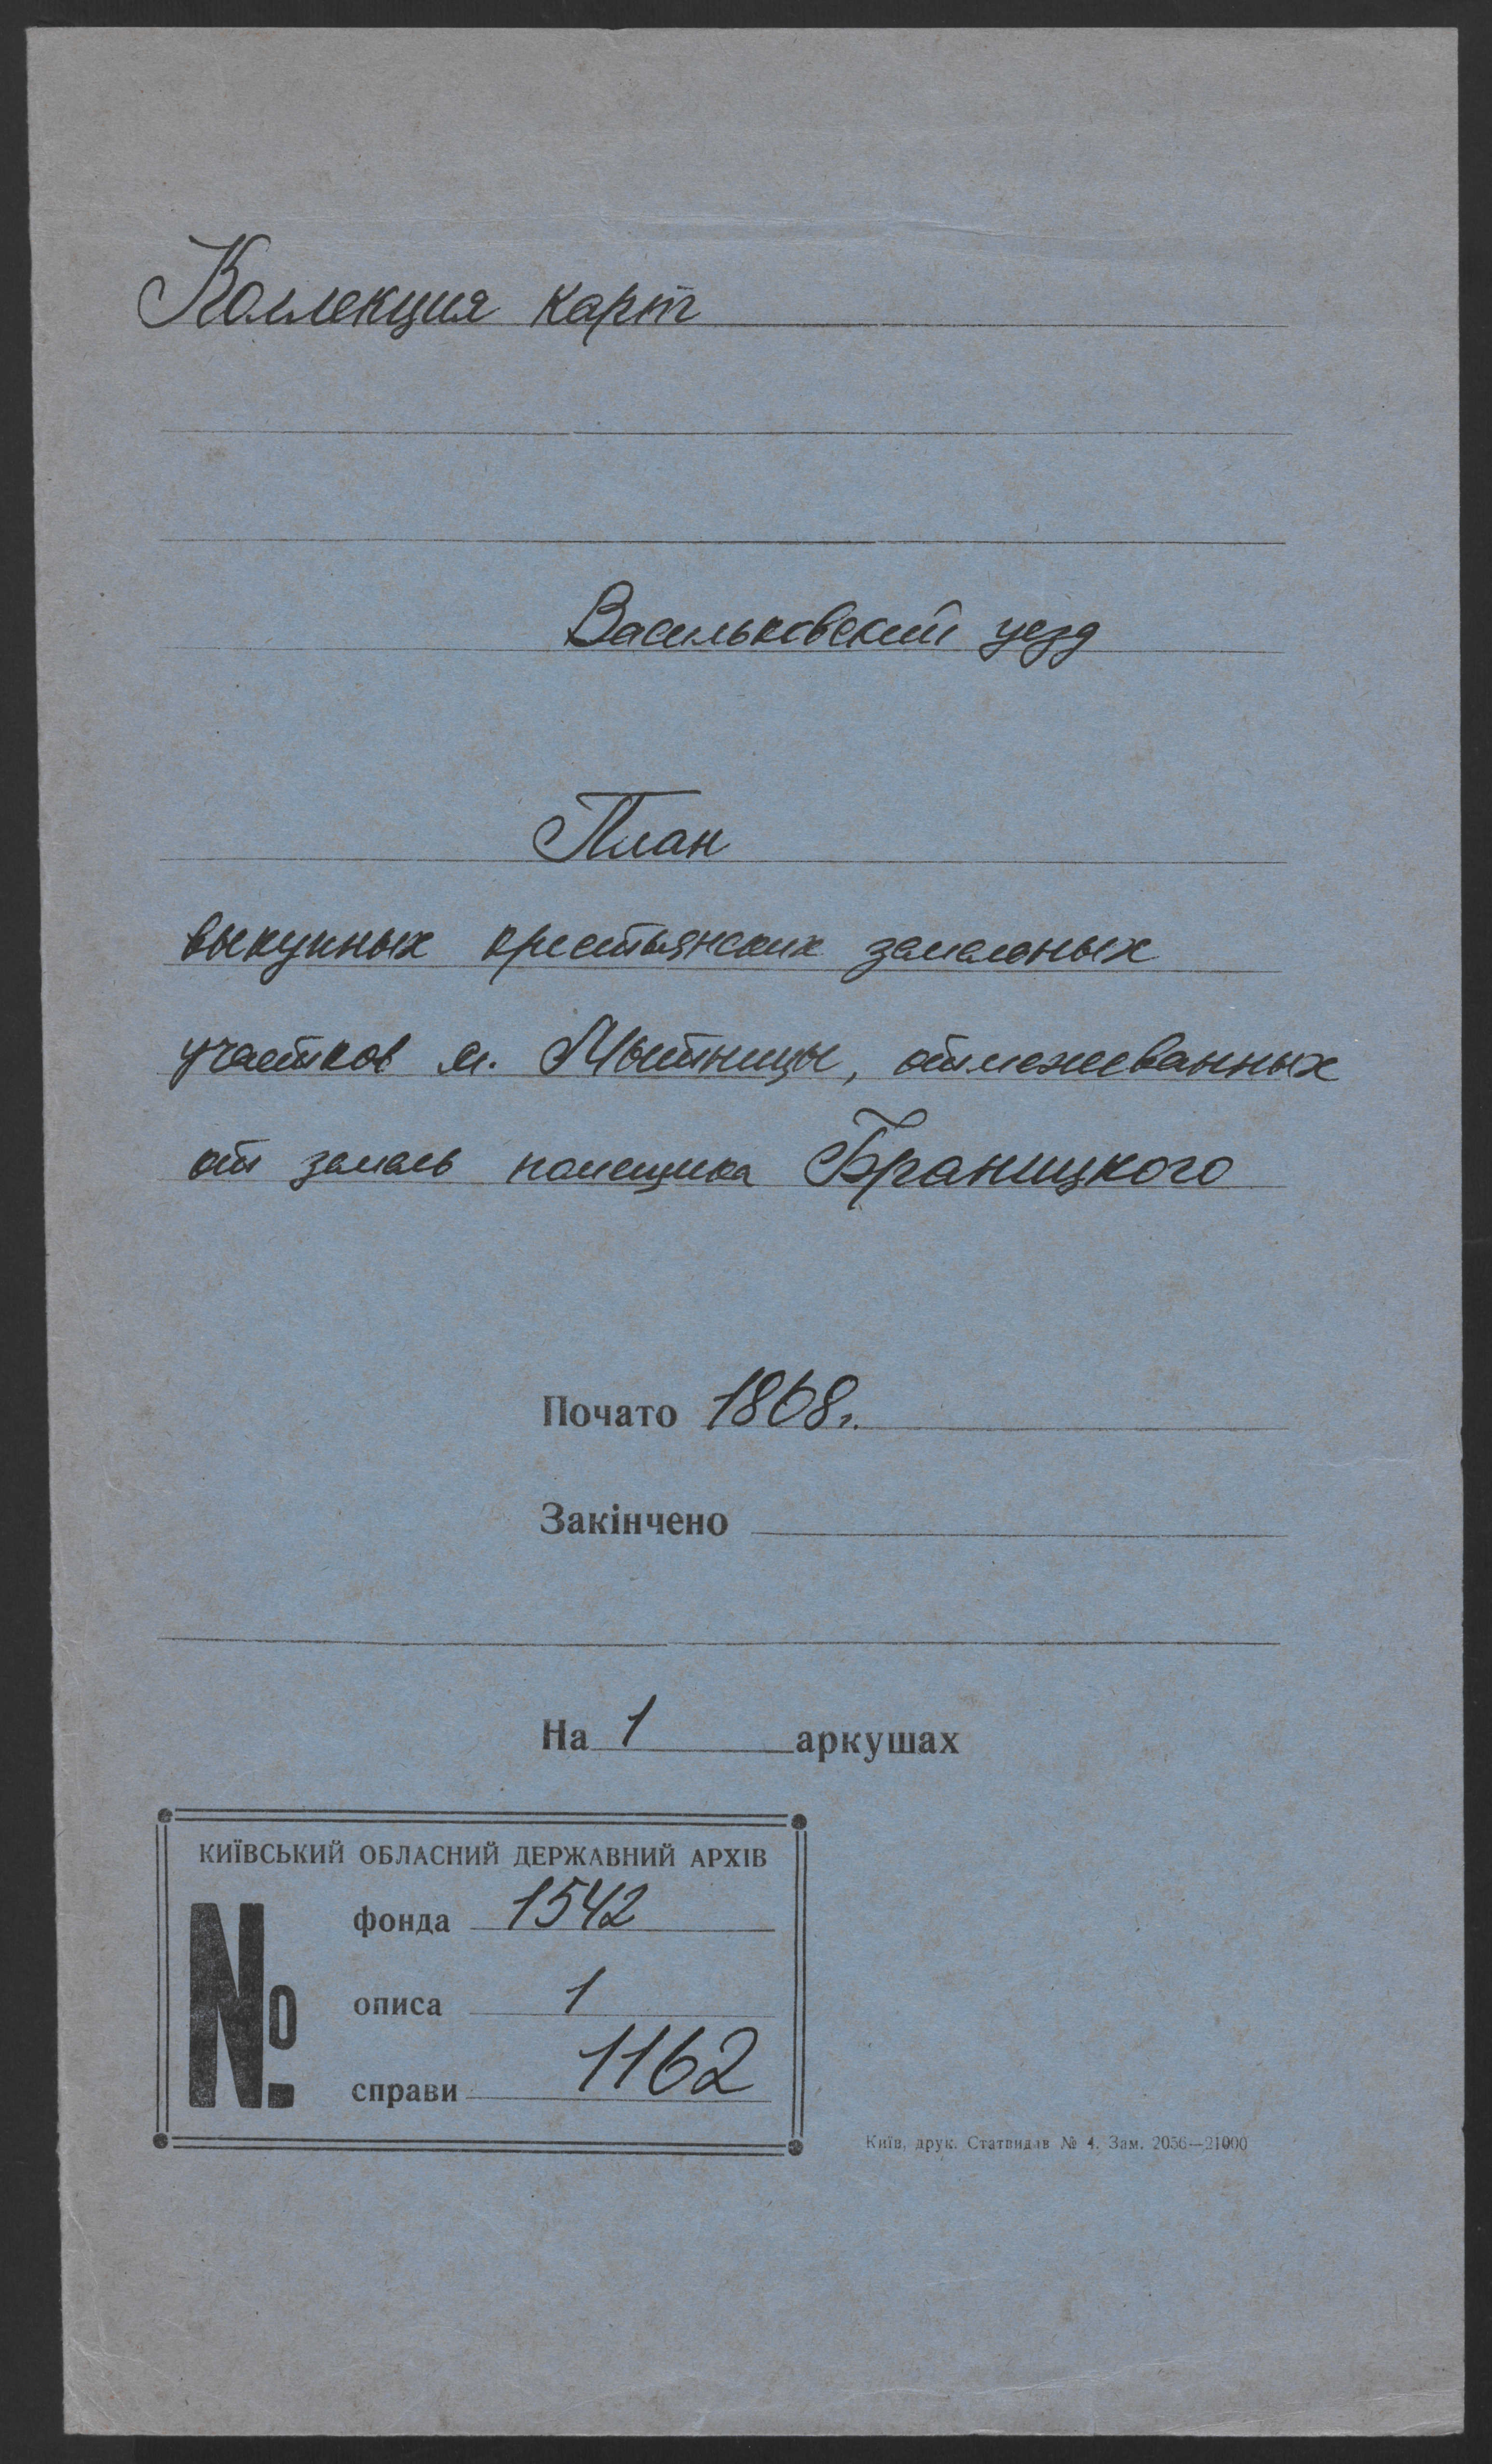 Коллекция карт
Васильковский уезд
План
выкупных крестьянских земельных
участков м. Мытницы, отмежеванных
от земель помещика Браницкого
Почато 1868 г.
Закінчено
На 1 аркушах
КИЇВСЬКИЙ ОБЛАСНИЙ ДЕРЖАВНИЙ АРХІВ
№
фонда 1542
описа 1
справи 1162
Київ, друк. Статвидав № 4. Зам. 2056—21000